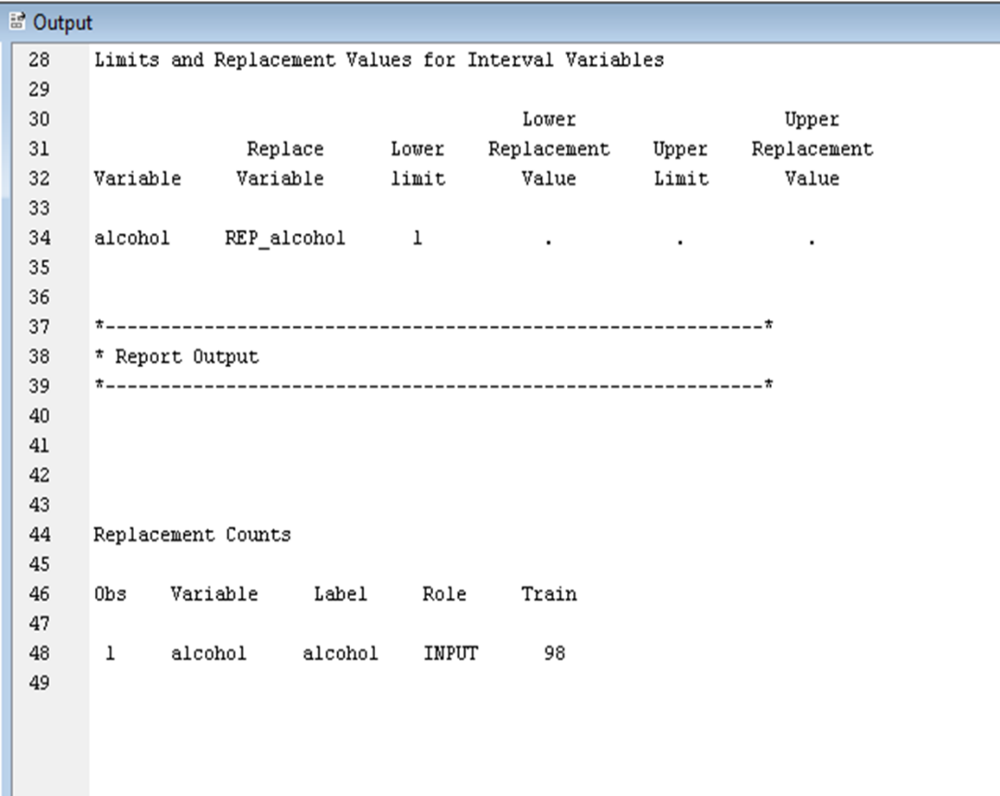 Output
28 Limits and Replacement Values for Interval Variables
29
30 Lower Upper
31 Replace Lower Replacement Upper Replacement
32 Variable Variable limit Value Limit Value
33
34 alcohol REP_alcohol 1 . . .
35
36
37 *------------------------------------------------------------*
38 * Report Output
39 *------------------------------------------------------------*
40
41
42
43
44 Replacement Counts
45
46 Obs Variable Label Role Train
47
48 1 alcohol alcohol INPUT 98
49